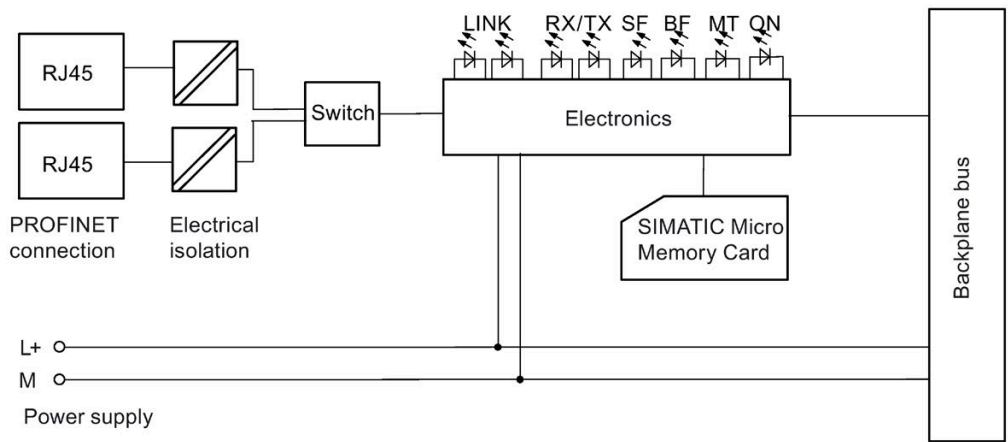 LINK RX/TX SF BF MT ON
RJ45
Switch
Electronics
RJ45
PROFINET
connection
Electrical
isolation
SIMATIC Micro
Memory Card
Backplane bus
L+
M
Power supply